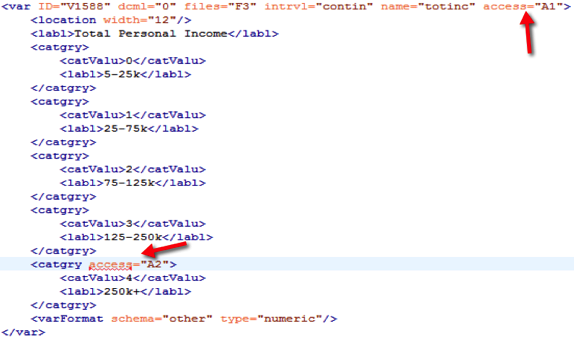 <var ID="V1588" dcml="0" files="F3" intrvl="contin" name="totinc" access="A1">
<location width="12"/>
<labl>Total Personal Income</labl>
<catgry>
<catValu>0</catValu>
<labl>5-25k</labl>
</catgry>
<catgry>
<catValu>1</catValu>
<labl>25-75k</labl>
</catgry>
<catgry>
<catValu>2</catValu>
<labl>75-125k</labl>
</catgry>
<catgry>
<catValu>3</catValu>
<labl>125-250k</labl>
</catgry>
<catgry access="A2">
<catValu>4</catValu>
<labl>250k+</labl>
</catgry>
<varFormat schema="other" type="numeric"/>
</var>